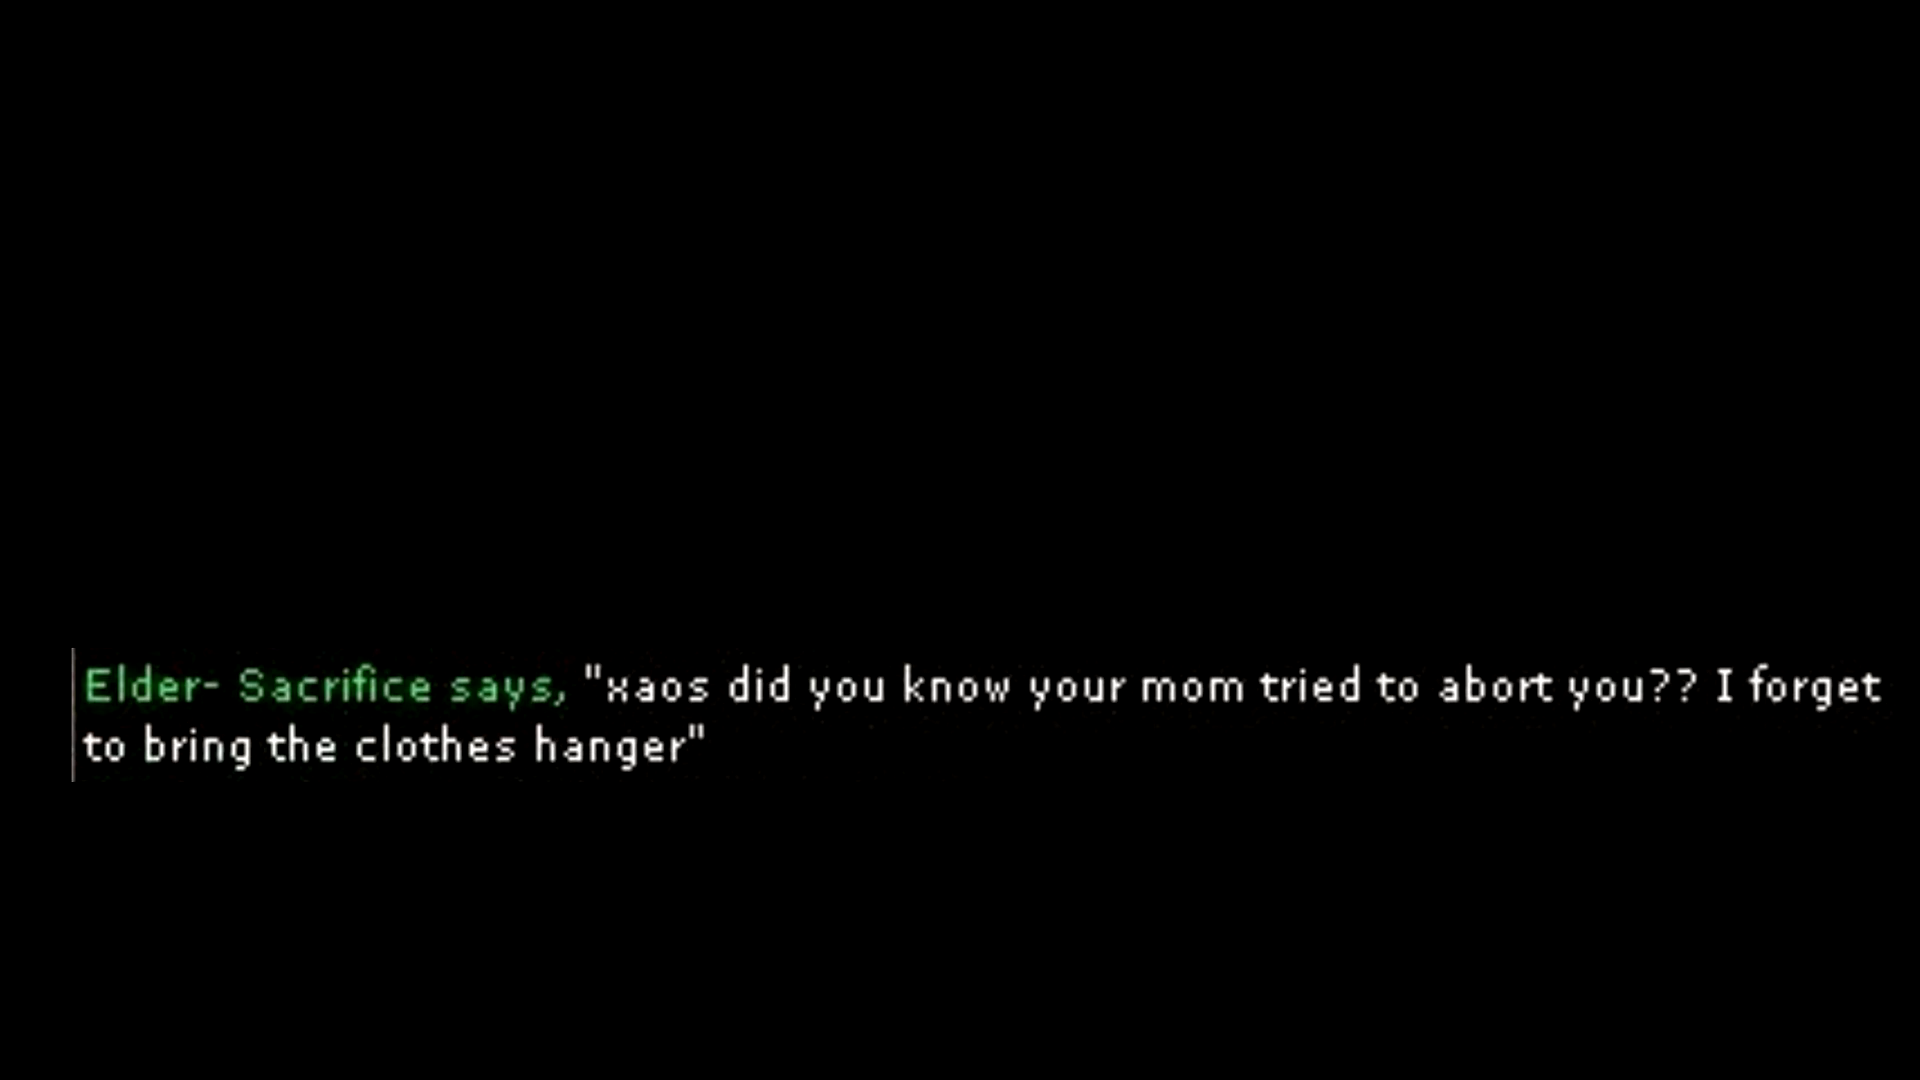 Elder- Sacrifice says, "xaos did you know your mom tried to abort you?? I forget
to bring the clothes hanger"